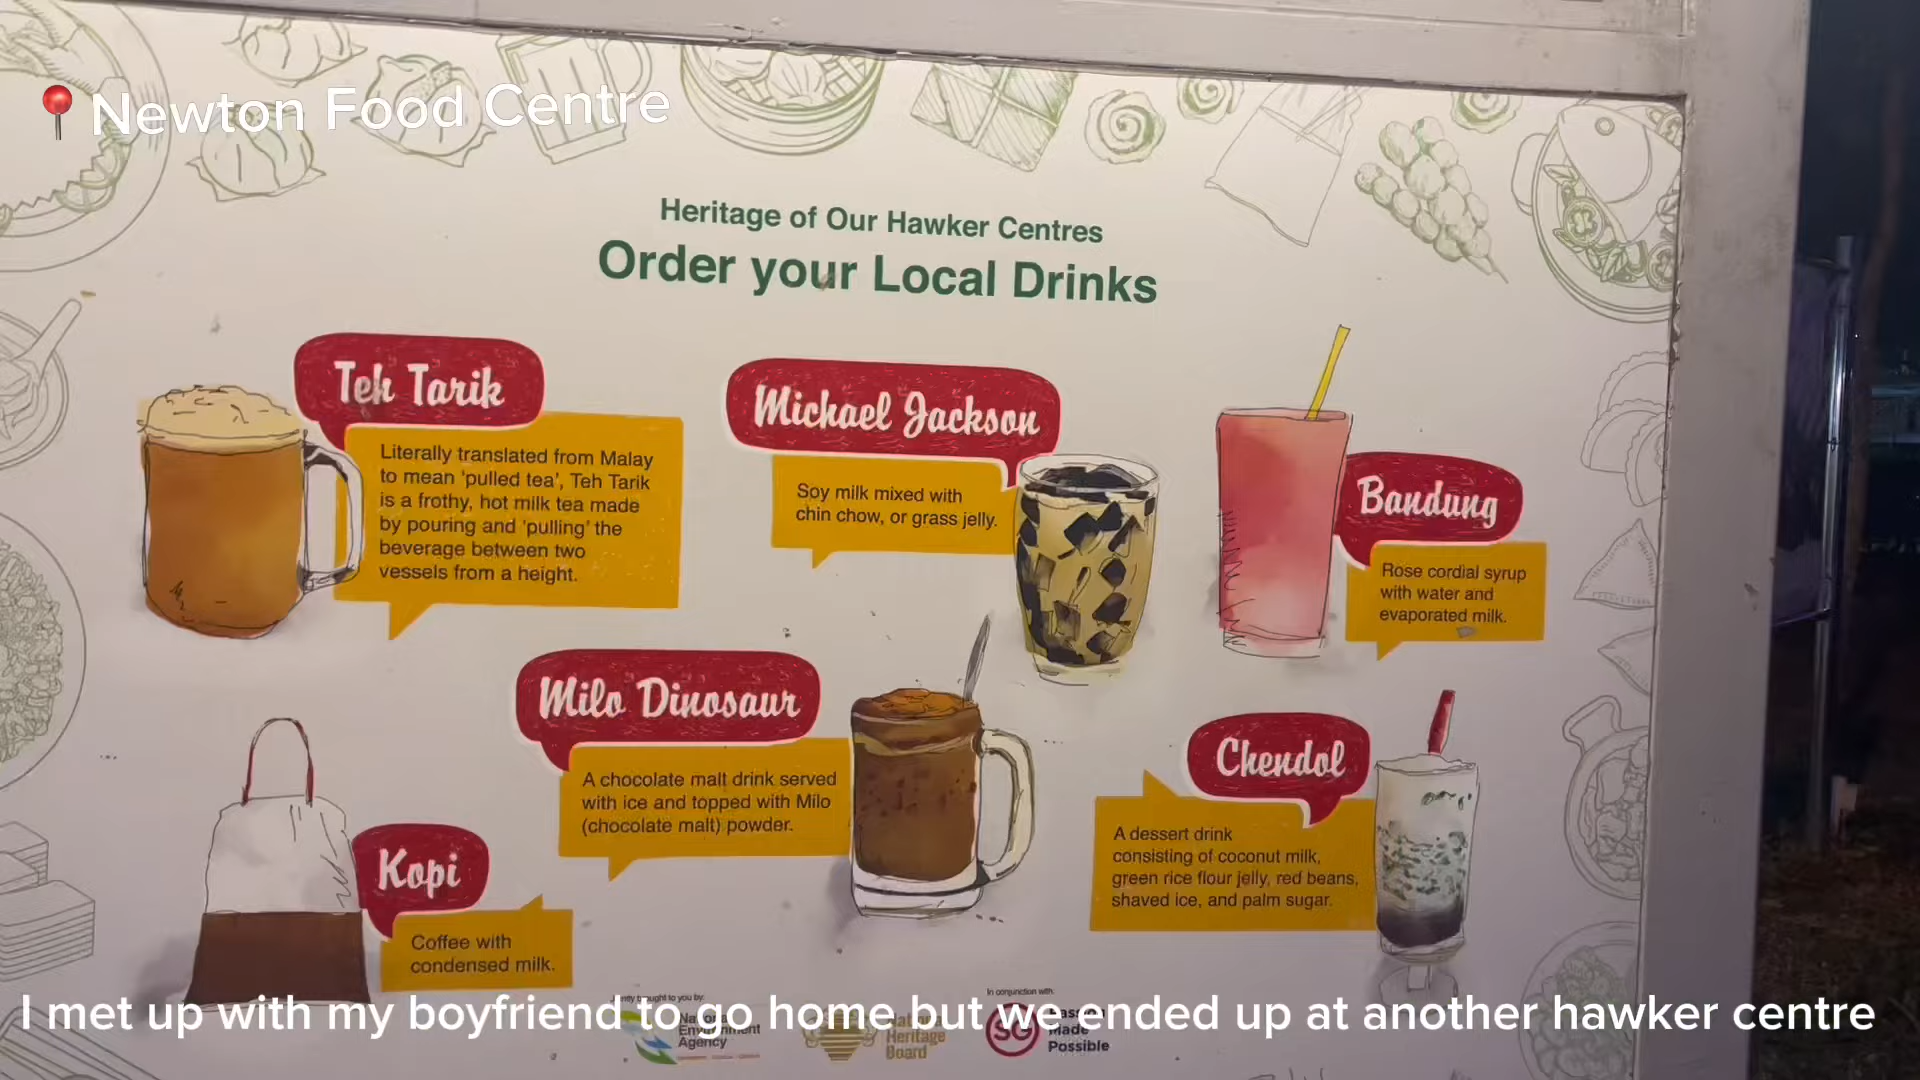 Newton Food Centre
Heritage of Our Hawker Centres
Order your Local Drinks
Teh Tarik
Literally translated from Malay
to mean 'pulled tea', Teh Tarik
is a frothy, hot milk tea made
by pouring and 'pulling' the
beverage between two
vessels from a height.
Michael Jackson
Soy milk mixed with
chin chow, or grass jelly.
Bandung
Rose cordial syrup
with water and
evaporated milk.
Milo Dinosaur
A chocolate malt drink served
with ice and topped with Milo
(chocolate malt) powder.
Chendol
A dessert drink
consisting of coconut milk,
green rice flour jelly, red beans,
shaved ice, and palm sugar.
Kopi
Coffee with
condensed milk.
brought to you by:
National
Environment
Agency
National
Heritage
Board
In conjunction with:
SG
Passion
Made
Possible
I met up with my boyfriend to go home but we ended up at another hawker centre